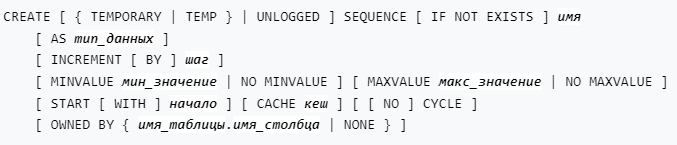 CREATE [ { TEMPORARY | TEMP } | UNLOGGED ] SEQUENCE [ IF NOT EXISTS ] имя
[ AS тип_данных ]
[ INCREMENT [ BY ] шаг ]
[ MINVALUE мин_значение | NO MINVALUE ] [ MAXVALUE макс_значение | NO MAXVALUE ]
[ START [ WITH ] начало ] [ CACHE кеш ] [ [ NO ] CYCLE ]
[ OWNED BY { имя_таблицы.имя_столбца | NONE } ]